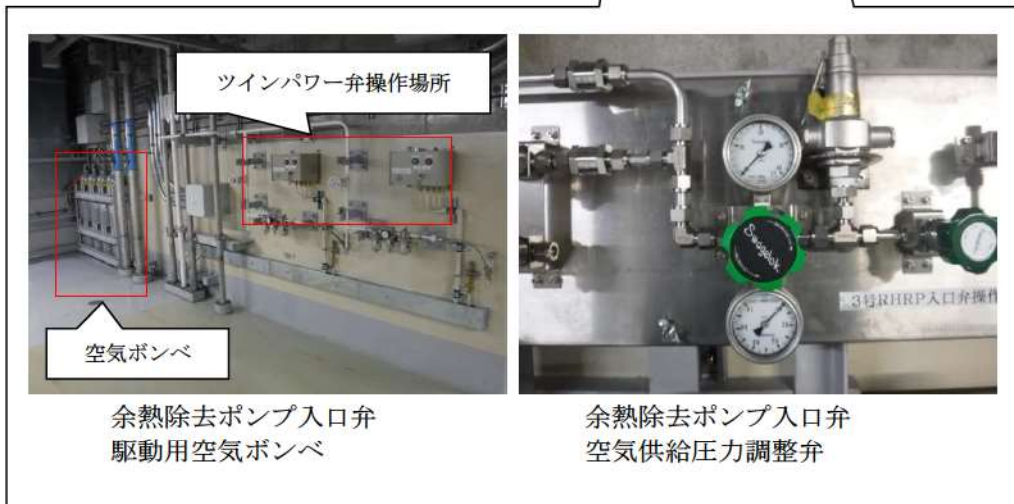 ツインパワー弁操作場所
空気ボンベ
Swagelok
3号RHRP入口弁操作
余熱除去ポンプ入口弁
駆動用空気ボンベ
余熱除去ポンプ入口弁
空気供給圧力調整弁